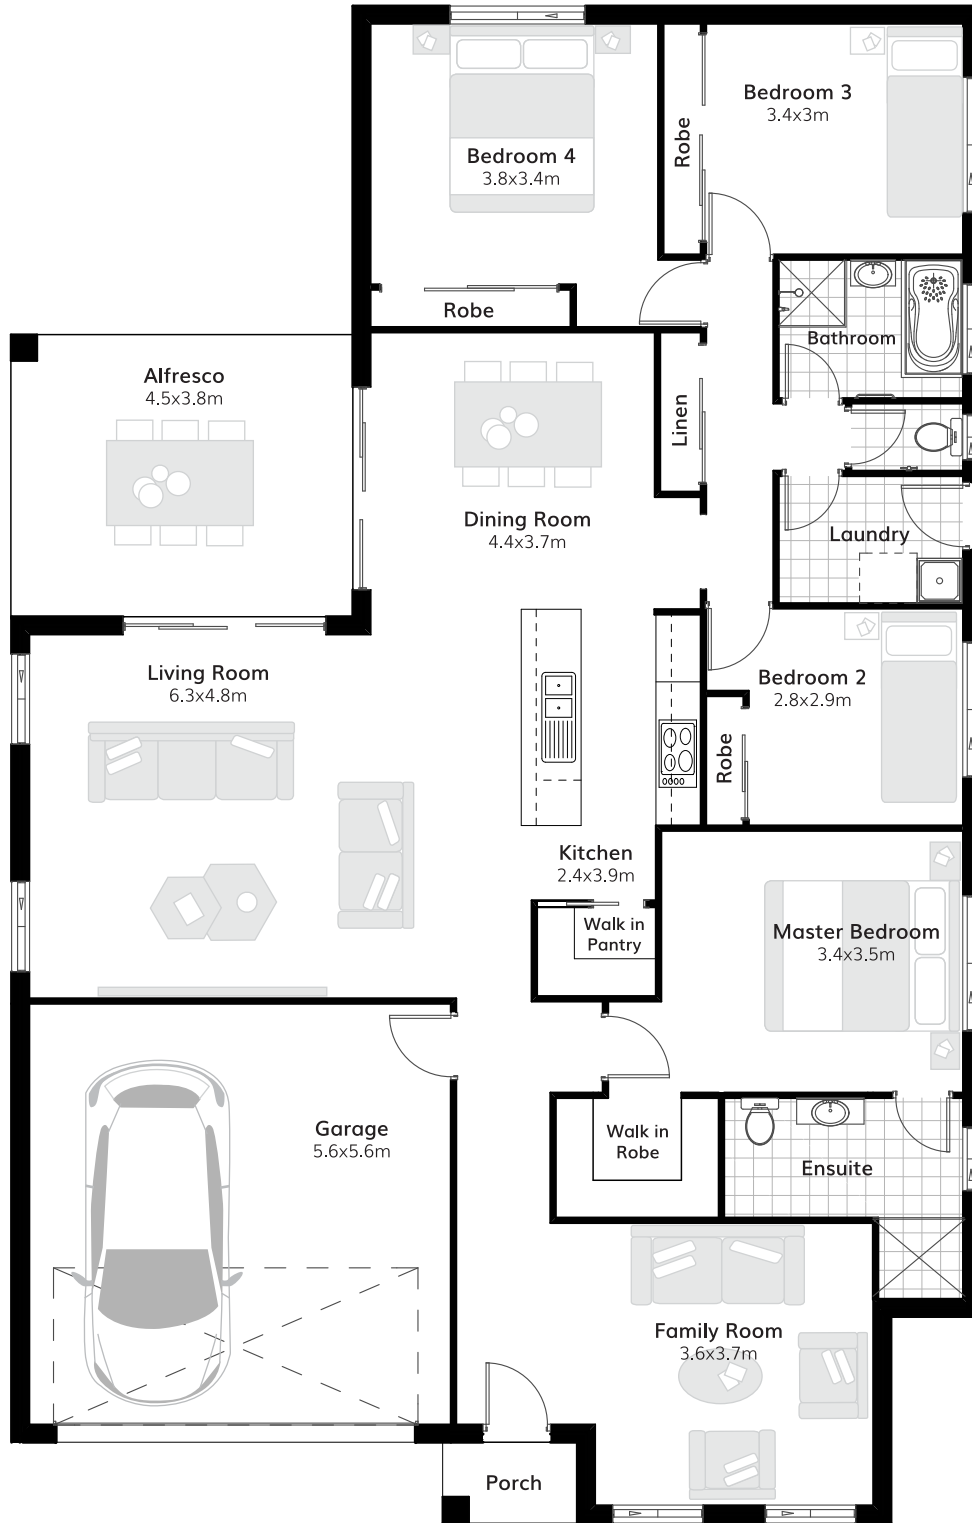 Bedroom 3
3.4x3m
Robe
Bedroom 4
3.8x3.4m
Robe
Bathroom
Alfresco
4.5x3.8m
Linen
Dining Room
4.4x3.7m
Laundry
Living Room
6.3x4.8m
Bedroom 2
2.8x2.9m
Robe
Kitchen
2.4x3.9m
Walk in
Pantry
Master Bedroom
3.4x3.5m
Garage
5.6x5.6m
Walk in
Robe
Ensuite
Family Room
3.6x3.7m
Porch